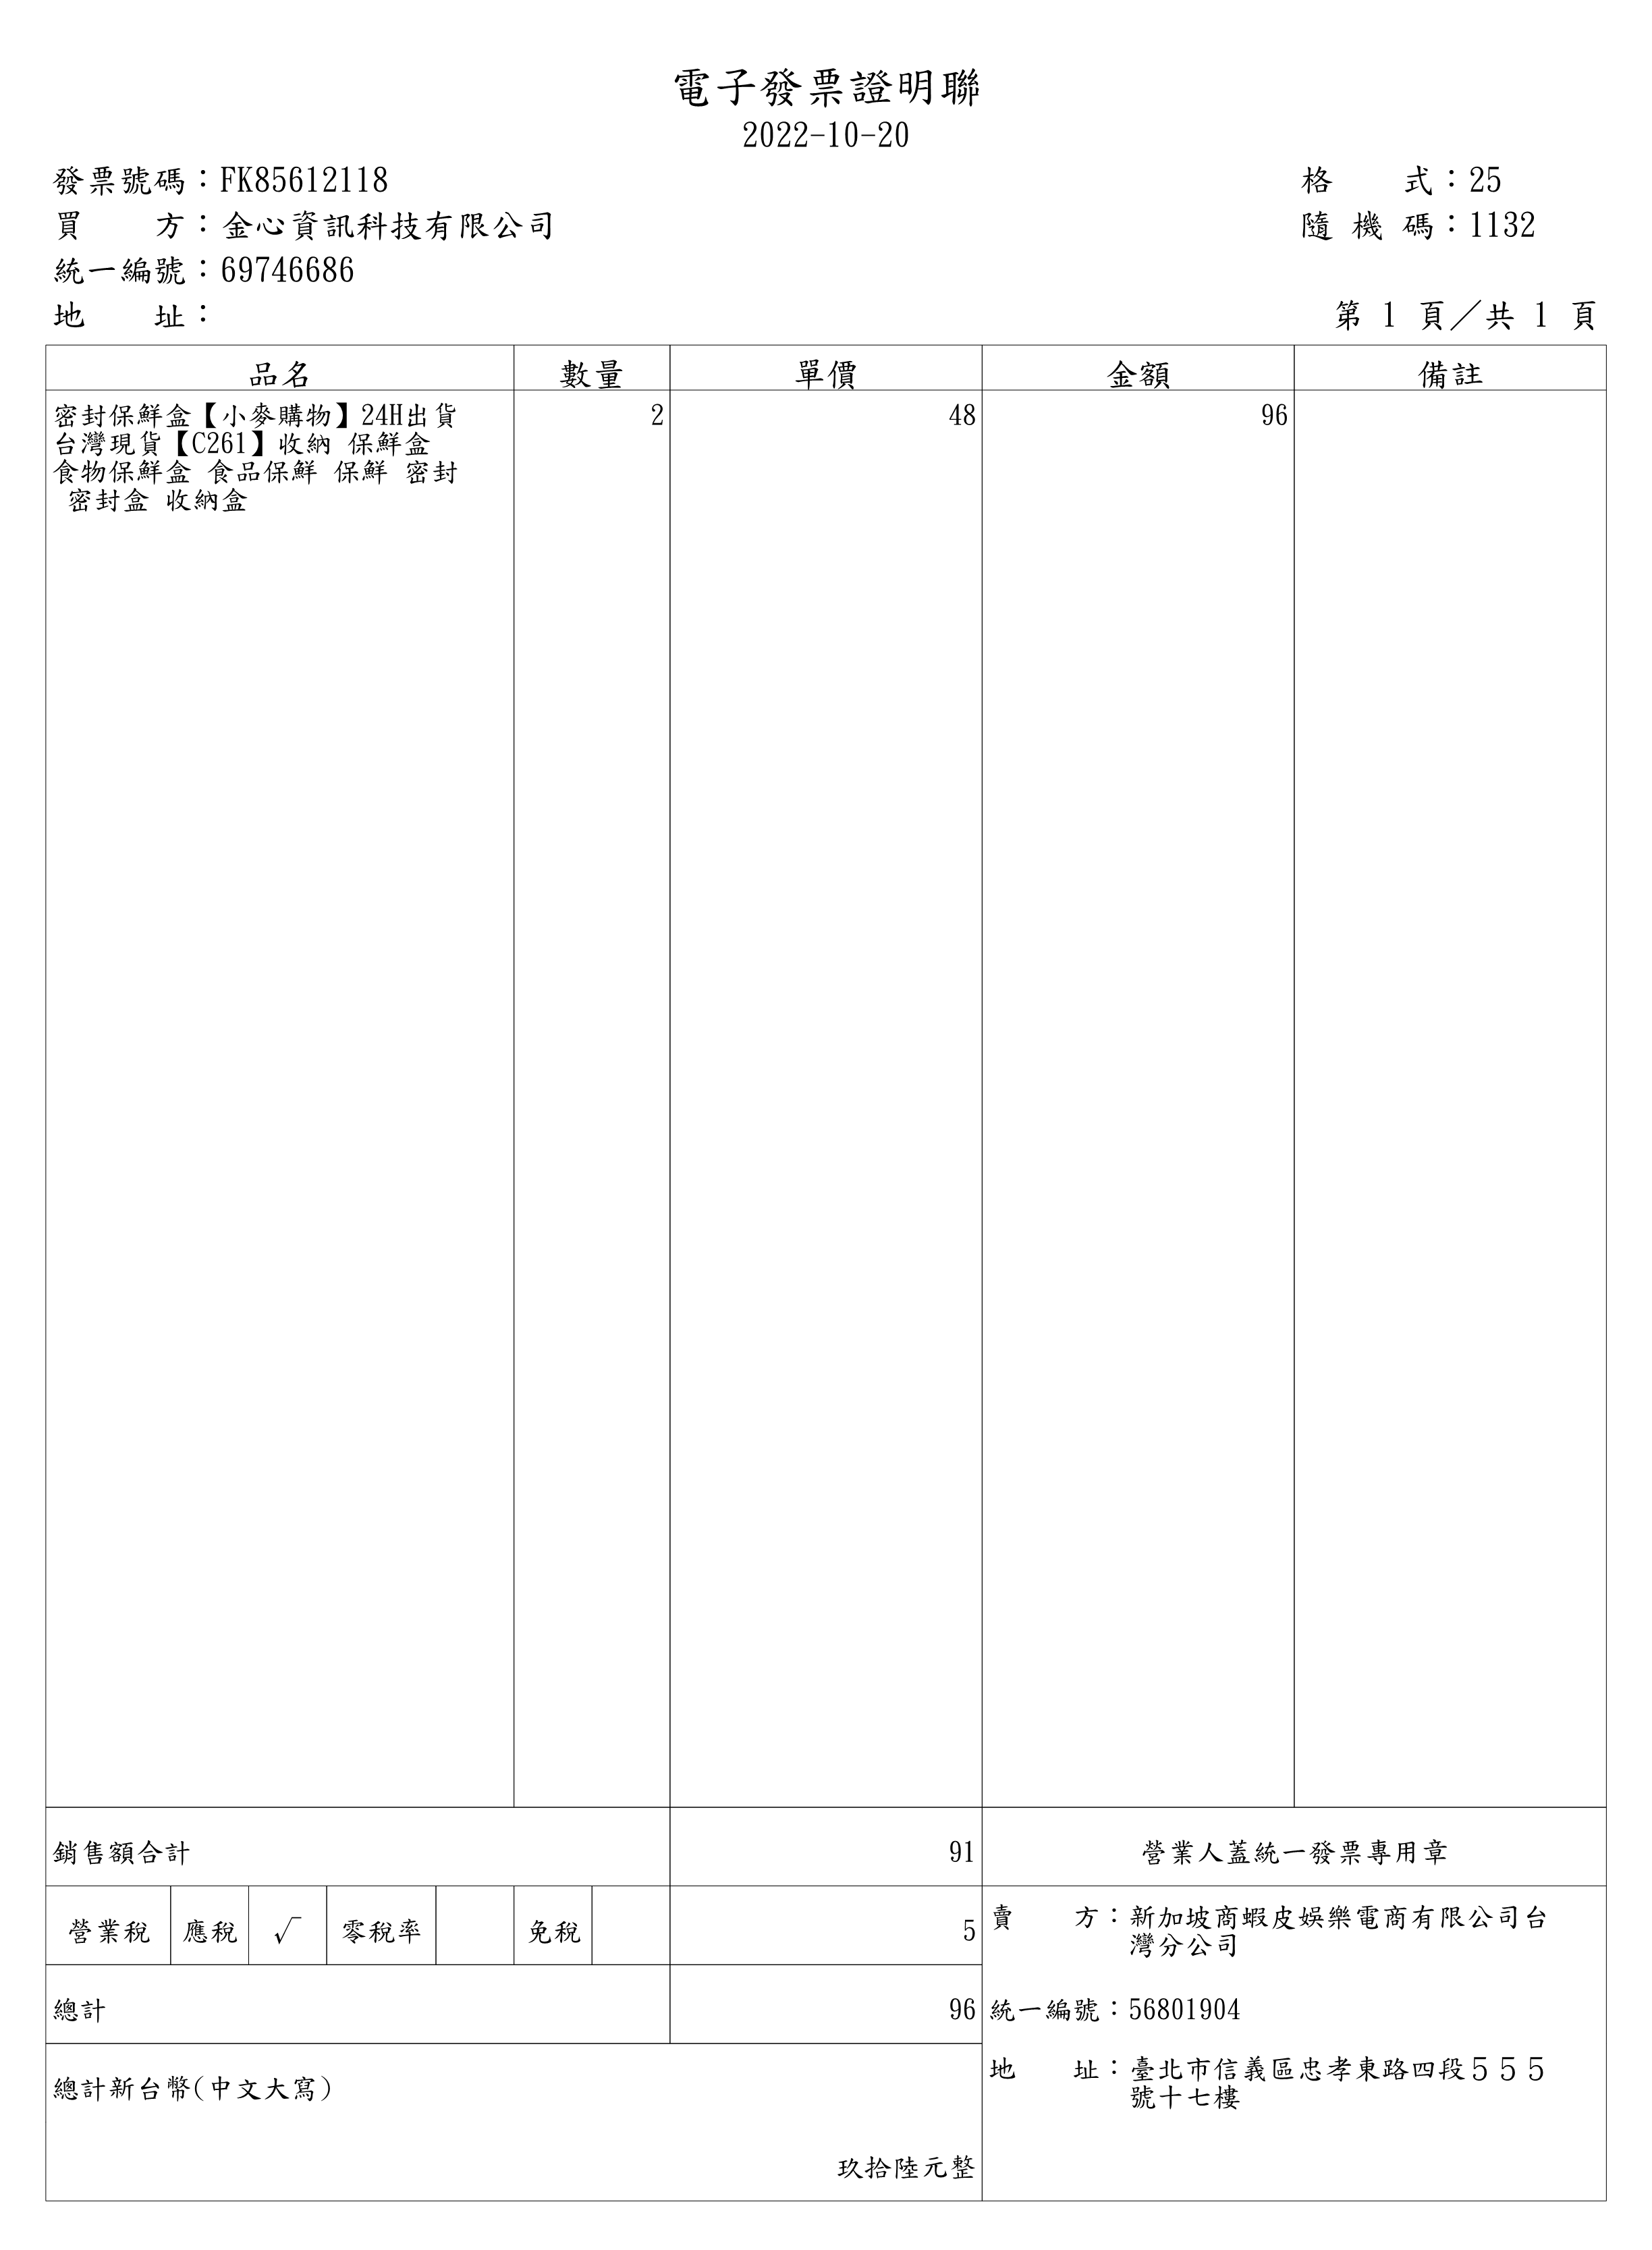 電子發票證明聯
2022-10-20
發票號碼：FK85612118
格　　式：25
買　　方：金心資訊科技有限公司
隨 機 碼：1132
統一編號：69746686
地　　址：
第 1 頁／共 1 頁
品名 數量 單價 金額 備註
密封保鮮盒【小麥購物】24H出貨 2 48 96
台灣現貨【C261】收納 保鮮盒
食物保鮮盒 食品保鮮 保鮮 密封
密封盒 收納盒
銷售額合計 91 營業人蓋統一發票專用章
營業稅 應稅 √ 零稅率 免稅 5
賣　　方：新加坡商蝦皮娛樂電商有限公司台
灣分公司
總計 96
統一編號：56801904
地　　址：臺北市信義區忠孝東路四段５５５
號十七樓
總計新台幣(中文大寫)
玖拾陸元整